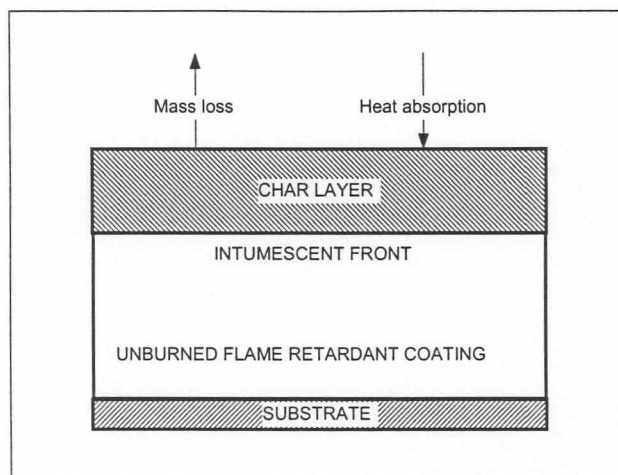 Mass loss Heat absorption
CHAR LAYER
INTUMESCENT FRONT
UNBURNED FLAME RETARDANT COATING
SUBSTRATE